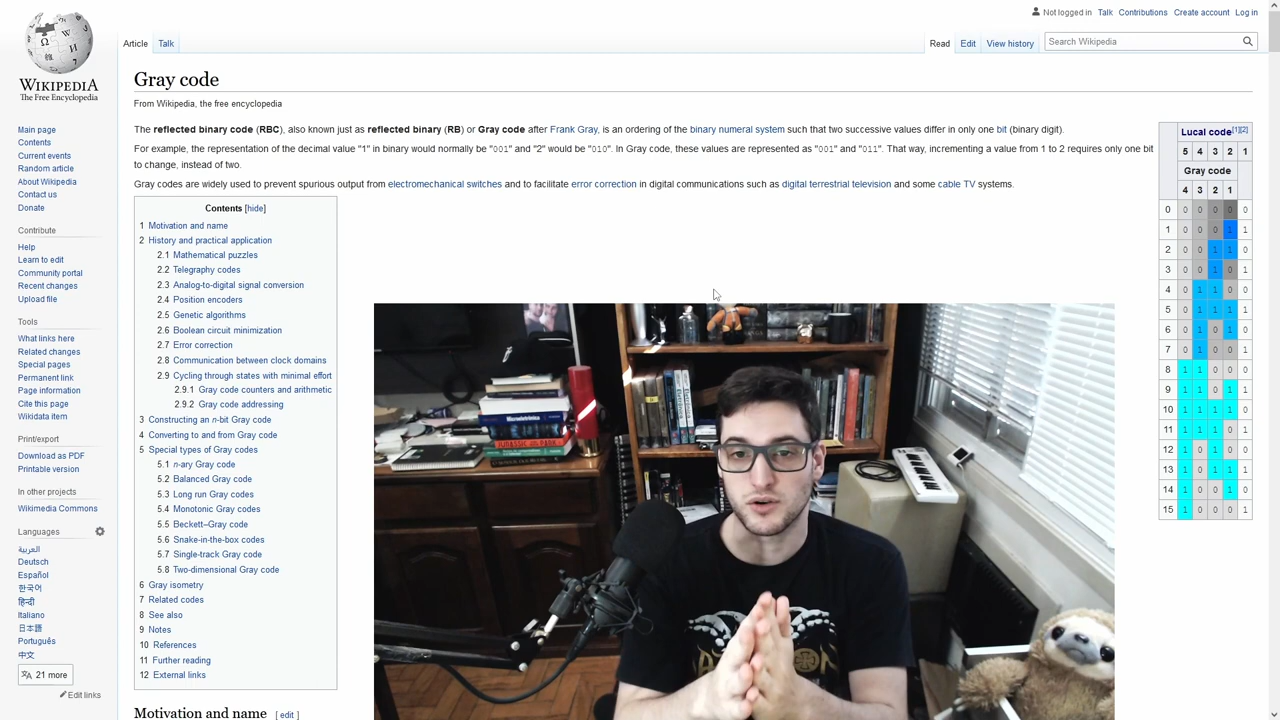 Not logged in Talk Contributions Create account Log in
Article Talk Read Edit View history Search Wikipedia
WIKIPEDIA
The Free Encyclopedia
Main page
Contents
Current events
Random article
About Wikipedia
Contact us
Donate
Contribute
Help
Learn to edit
Community portal
Recent changes
Upload file
Tools
What links here
Related changes
Special pages
Permanent link
Page information
Cite this page
Wikidata item
Print/export
Download as PDF
Printable version
In other projects
Wikimedia Commons
Languages
العربية
Deutsch
Español
한국어
हिन्दी
Italiano
日本語
Português
中文
21 more
Edit links
Gray code
From Wikipedia, the free encyclopedia
The reflected binary code (RBC), also known just as reflected binary (RB) or Gray code after Frank Gray, is an ordering of the binary numeral system such that two successive values differ in only one bit (binary digit).
For example, the representation of the decimal value "1" in binary would normally be "001" and "2" would be "010". In Gray code, these values are represented as "001" and "011". That way, incrementing a value from 1 to 2 requires only one bit
to change, instead of two.
Gray codes are widely used to prevent spurious output from electromechanical switches and to facilitate error correction in digital communications such as digital terrestrial television and some cable TV systems.
Contents [hide]
1 Motivation and name
2 History and practical application
2.1 Mathematical puzzles
2.2 Telegraphy codes
2.3 Analog-to-digital signal conversion
2.4 Position encoders
2.5 Genetic algorithms
2.6 Boolean circuit minimization
2.7 Error correction
2.8 Communication between clock domains
2.9 Cycling through states with minimal effort
2.9.1 Gray code counters and arithmetic
2.9.2 Gray code addressing
3 Constructing an n-bit Gray code
4 Converting to and from Gray code
5 Special types of Gray codes
5.1 n-ary Gray code
5.2 Balanced Gray code
5.3 Long run Gray codes
5.4 Monotonic Gray codes
5.5 Beckett–Gray code
5.6 Snake-in-the-box codes
5.7 Single-track Gray code
5.8 Two-dimensional Gray code
6 Gray isometry
7 Related codes
8 See also
9 Notes
10 References
11 Further reading
12 External links
Motivation and name [ edit ]
Lucal code[1][2]
5 4 3 2 1
Gray code
4 3 2 1
0 0 0 0 0 0
1 0 0 0 1 1
2 0 0 1 1 0
3 0 0 1 0 1
4 0 1 1 0 0
5 0 1 1 1 1
6 0 1 0 1 0
7 0 1 0 0 1
8 1 1 0 0 0
9 1 1 0 1 1
10 1 1 1 1 0
11 1 1 1 0 1
12 1 0 1 0 0
13 1 0 1 1 1
14 1 0 0 1 0
15 1 0 0 0 1
JURASSIC PARK